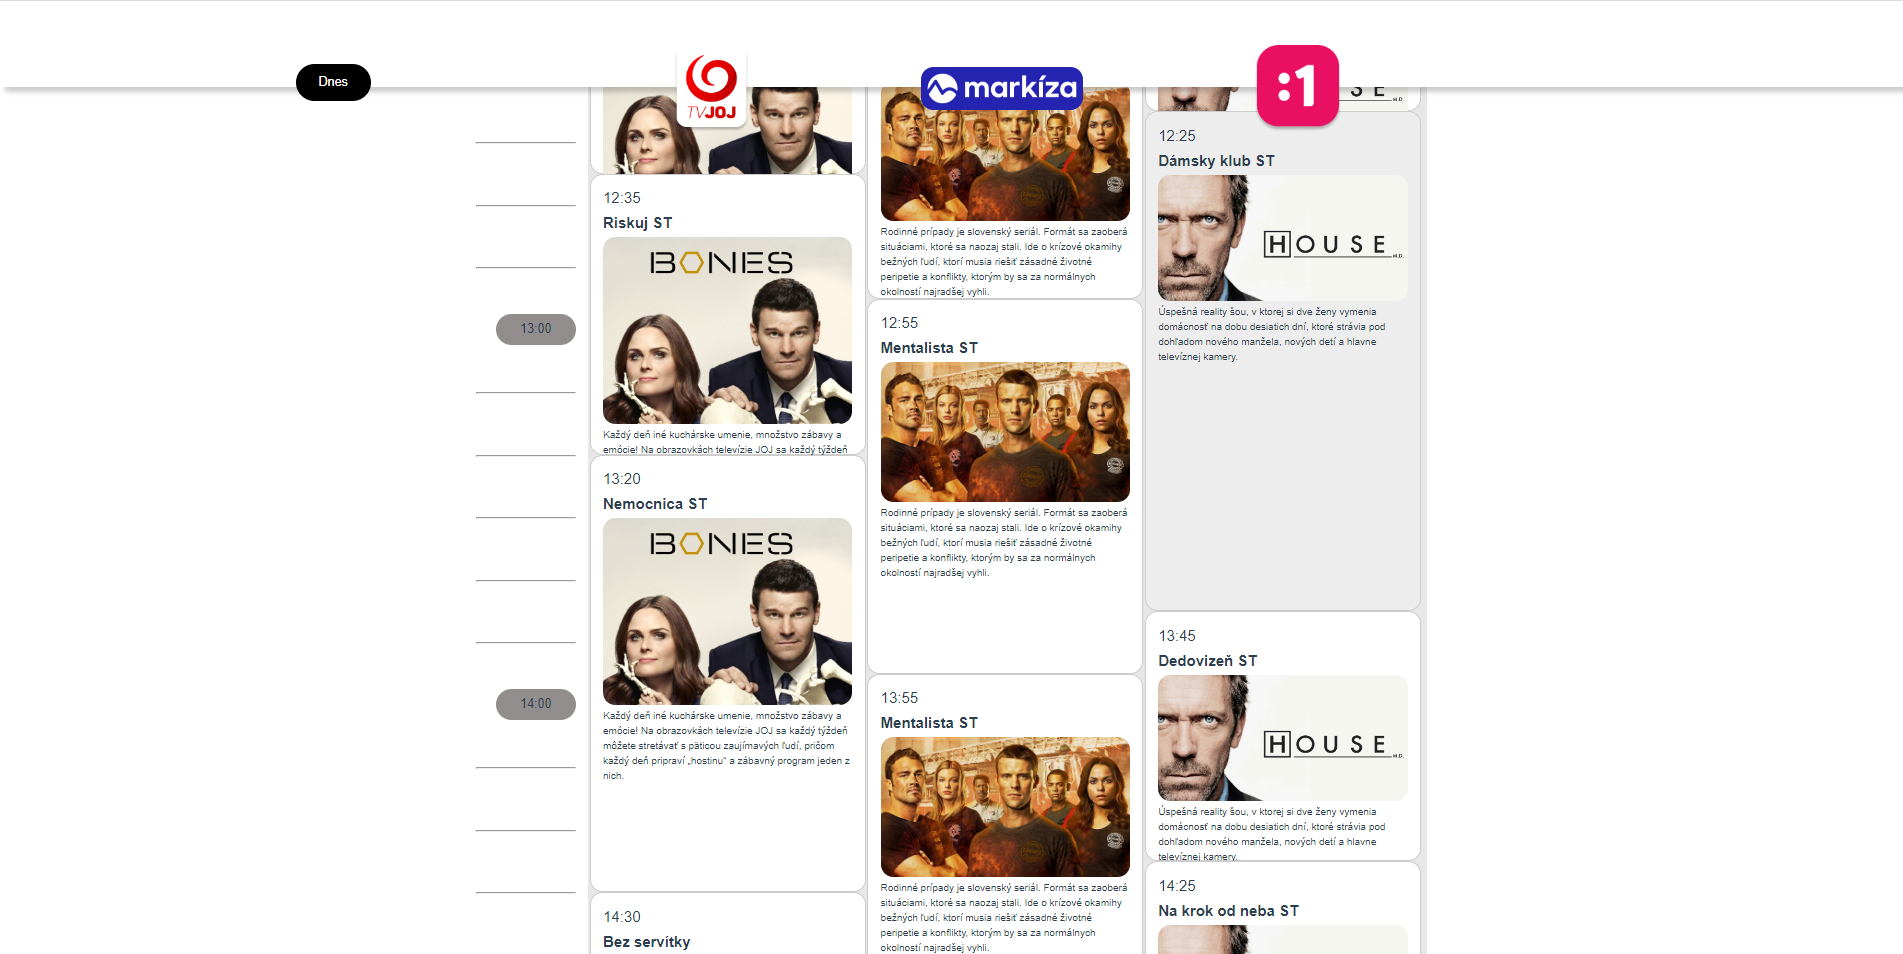 Dnes
TV JOJ
markíza
:1
13:00
14:00
12:35
Riskuj ST
BONES
Každý deň iné kuchárske umenie, množstvo zábavy a
emócie! Na obrazovkách televízie JOJ sa každý týždeň
13:20
Nemocnica ST
BONES
Každý deň iné kuchárske umenie, množstvo zábavy a
emócie! Na obrazovkách televízie JOJ sa každý týždeň
môžete stretávať s päticou zaujímavých ľudí, pričom
každý deň pripraví „hostinu“ a zábavný program jeden z
nich.
14:30
Bez servítky
Rodinné prípady je slovenský seriál. Formát sa zaoberá
situáciami, ktoré sa naozaj stali. Ide o krízové okamihy
bežných ľudí, ktorí musia riešiť zásadné životné
peripetie a konflikty, ktorým by sa za normálnych
okolností najradšej vyhli.
12:55
Mentalista ST
Rodinné prípady je slovenský seriál. Formát sa zaoberá
situáciami, ktoré sa naozaj stali. Ide o krízové okamihy
bežných ľudí, ktorí musia riešiť zásadné životné
peripetie a konflikty, ktorým by sa za normálnych
okolností najradšej vyhli.
13:55
Mentalista ST
Rodinné prípady je slovenský seriál. Formát sa zaoberá
situáciami, ktoré sa naozaj stali. Ide o krízové okamihy
bežných ľudí, ktorí musia riešiť zásadné životné
peripetie a konflikty, ktorým by sa za normálnych
okolností najradšej vyhli.
S E M.D.
12:25
Dámsky klub ST
HOUSE M.D.
Úspešná reality šou, v ktorej si dve ženy vymenia
domácnosť na dobu desiatich dní, ktoré strávia pod
dohľadom nového manžela, nových detí a hlavne
televíznej kamery.
13:45
Dedovizeň ST
HOUSE M.D.
Úspešná reality šou, v ktorej si dve ženy vymenia
domácnosť na dobu desiatich dní, ktoré strávia pod
dohľadom nového manžela, nových detí a hlavne
televíznej kamery.
14:25
Na krok od neba ST